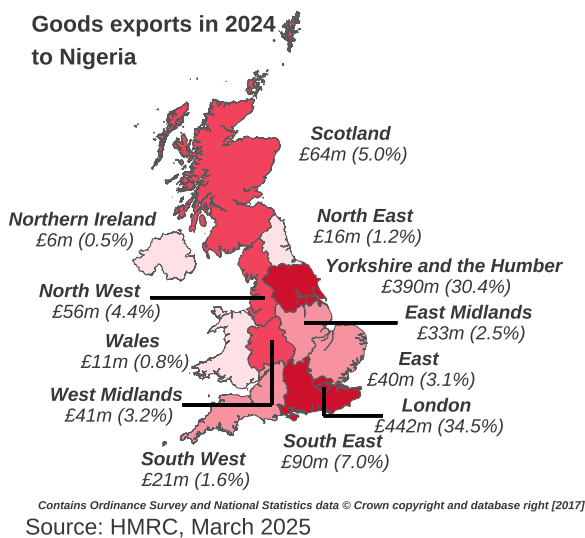 Goods exports in 2024
to Nigeria
Scotland
£64m (5.0%)
Northern Ireland
£6m (0.5%)
North East
£16m (1.2%)
Yorkshire and the Humber
£390m (30.4%)
North West
£56m (4.4%)
East Midlands
£33m (2.5%)
Wales
£11m (0.8%)
East
£40m (3.1%)
West Midlands
£41m (3.2%)
London
£442m (34.5%)
South East
£90m (7.0%)
South West
£21m (1.6%)
Contains Ordinance Survey and National Statistics data © Crown copyright and database right [2017]
Source: HMRC, March 2025